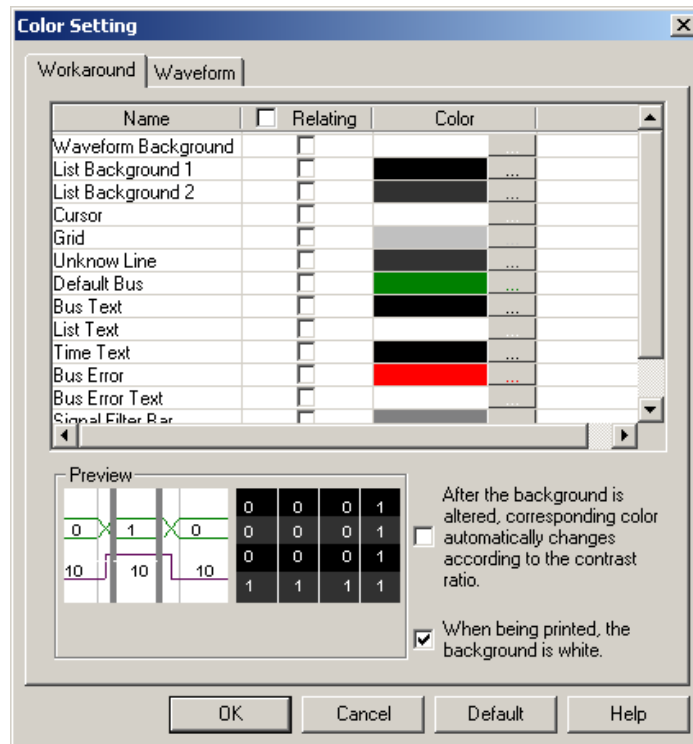 Color Setting
Workaround Waveform
Name Relating Color
Waveform Background ...
List Background 1 ...
List Background 2 ...
Cursor ...
Grid ...
Unknow Line ...
Default Bus ...
Bus Text ...
List Text ...
Time Text ...
Bus Error ...
Bus Error Text ...
Signal Filter Bar
Preview
0 1 0
10 10 10
0 0 0 1
0 0 0 1
0 0 0 1
1 1 1 1
After the background is
altered, corresponding color
automatically changes
according to the contrast
ratio.
When being printed, the
background is white.
OK Cancel Default Help